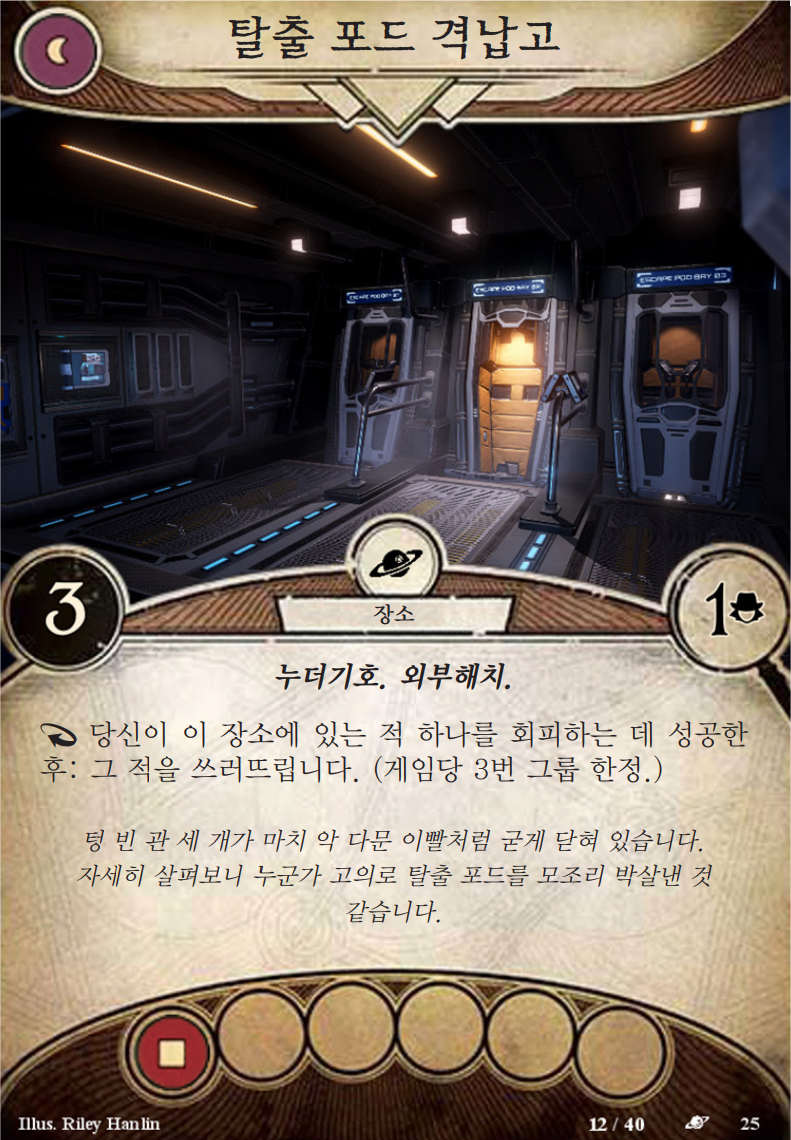 탈출 포드 격납고
ESCAPE POD BAY 03
3
1
장소
누더기호. 외부해치.
당신이 이 장소에 있는 적 하나를 회피하는 데 성공한
후: 그 적을 쓰러뜨립니다. (게임당 3번 그룹 한정.)
텅 빈 관 세 개가 마치 악 다문 이빨처럼 굳게 닫혀 있습니다.
자세히 살펴보니 누군가 고의로 탈출 포드를 모조리 박살낸 것
같습니다.
Illus. Riley Hanlin
12 / 40
25